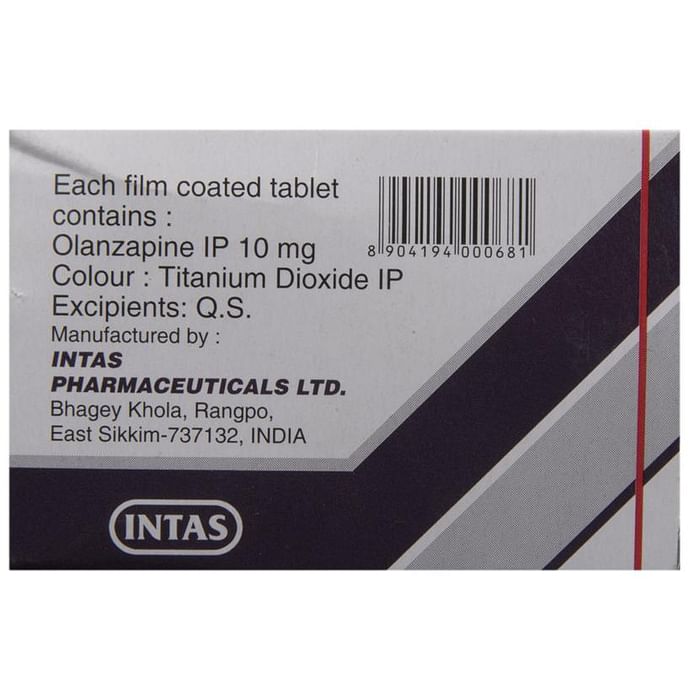 Each film coated tablet
contains :
Olanzapine IP 10 mg
Colour : Titanium Dioxide IP
Excipients: Q.S.
Manufactured by :
INTAS
PHARMACEUTICALS LTD.
Bhagey Khola, Rangpo,
East Sikkim-737132, INDIA
8 904194 000681
INTAS